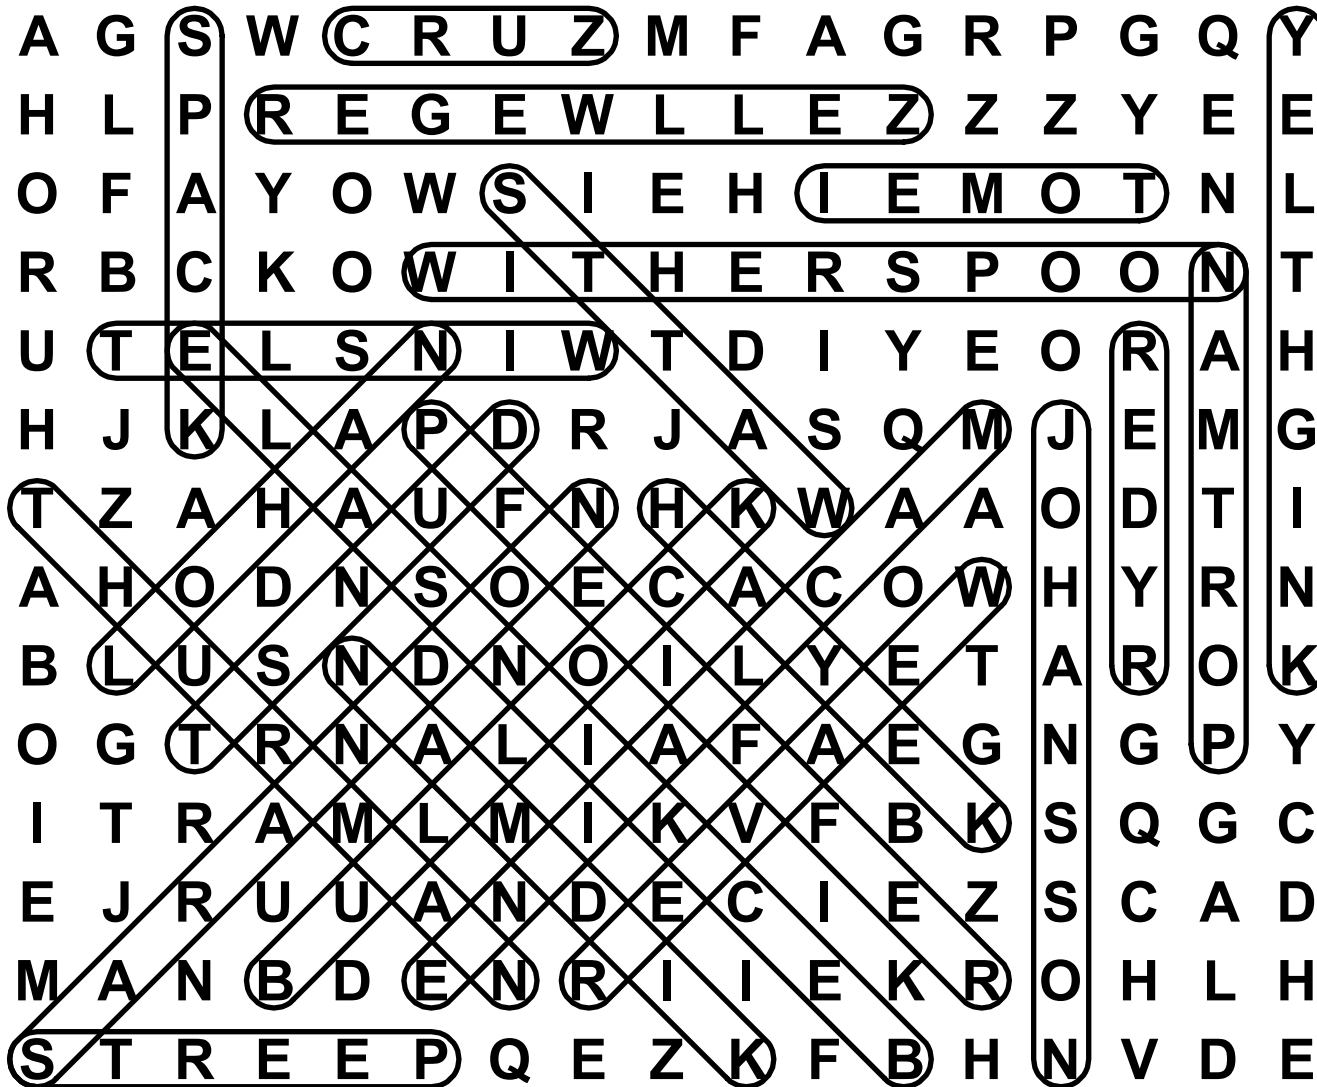 A G S W C R U Z M F A G R P G Q Y
H L P R E G E W L L E Z Z Z Y E E
O F A Y O W S I E H I E M O T N L
R B C K O W I T H E R S P O O N T
U T E L S N I W T D I Y E O R A H
H J K L A P D R J A S Q M J E M G
T Z A H A U F N H K W A A O D T I
A H O D N S O E C A C O W H Y R N
B L U S N D N O I L Y E T A R O K
O G T R N A L I A F A E G N G P Y
I T R A M L M I K V F B K S Q G C
E J R U U A N D E C I E Z S C A D
M A N B D E N R I I E K R O H L H
S T R E E P Q E Z K F B H N V D E